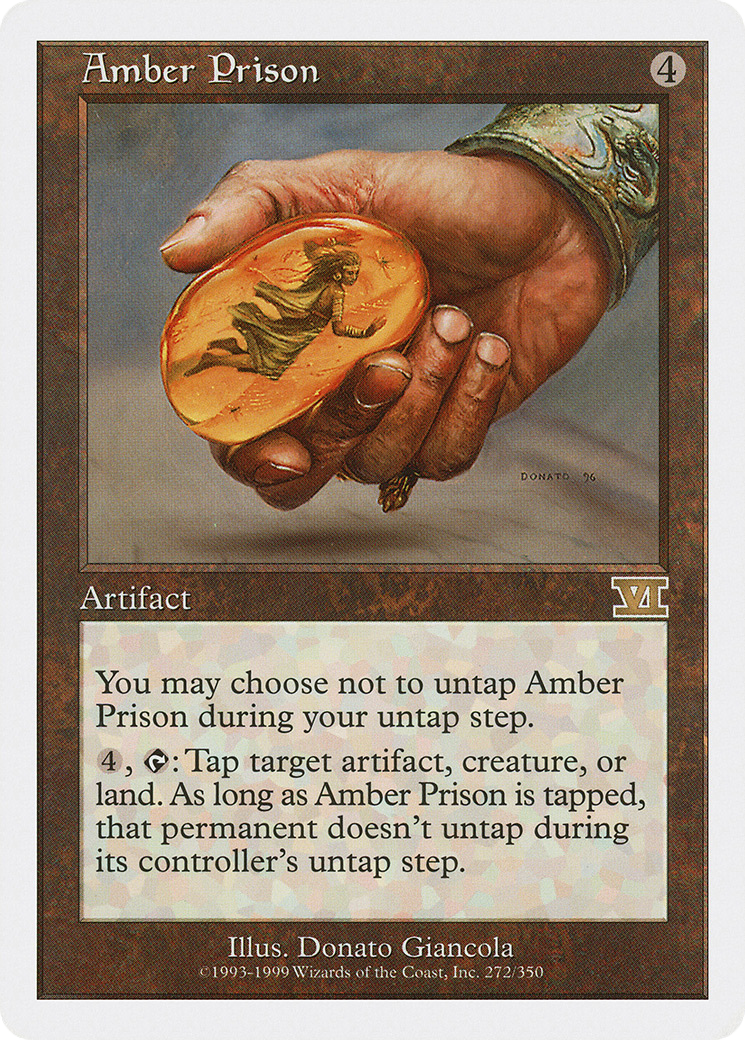 Amber Prison
4
DONATO 96
Artifact
VI
You may choose not to untap Amber
Prison during your untap step.
4, : Tap target artifact, creature, or
land. As long as Amber Prison is tapped,
that permanent doesn't untap during
its controller's untap step.
Illus. Donato Giancola
©1993-1999 Wizards of the Coast, Inc. 272/350